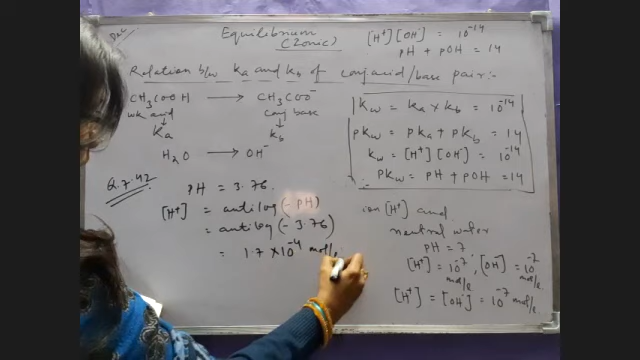 Equilibrium
(Ionic)
[H⁺] [OH⁻] = 10⁻¹⁴
pH + pOH = 14
Relation b/w Ka and Kb of conj acid/base pair:-
CH₃COOH → CH₃COO⁻
wk acid conj base
↓ ↓
Ka Kb
H₂O → OH⁻
Kw = Ka × Kb = 10⁻¹⁴
pKw = pKa + pKb = 14
Kw = [H⁺] [OH⁻] = 10⁻¹⁴
∴ pKw = pH + pOH = 14
Q.7.42
pH = 3.76
[H⁺] = antilog (- pH)
= antilog (- 3.76)
= 1.7 × 10⁻⁴ mol/
ion [H⁺] and
neutral water
pH = 7
[H⁺] = 10⁻⁷ mol/L, [OH⁻] = 10⁻⁷ mol/L
[H⁺] = [OH⁻] = 10⁻⁷ mol/L